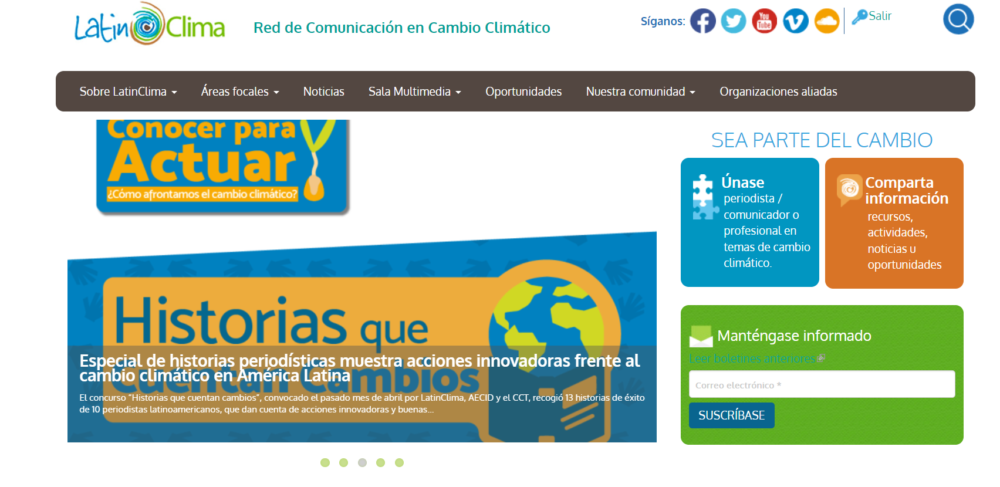 LatinClima
Red de Comunicación en Cambio Climático
Síganos:
You
Tube
Salir
Sobre LatinClima
Áreas focales
Noticias
Sala Multimedia
Oportunidades
Nuestra comunidad
Organizaciones aliadas
Conocer para
Actuar
¿Cómo afrontamos el cambio climático?
Historias que
Cuentan Cambios
Especial de historias periodísticas muestra acciones innovadoras frente al
cambio climático en América Latina
El concurso "Historias que cuentan cambios", convocado el pasado mes de abril por LatinClima, AECID y el CCT, recogió 13 historias de éxito
de 10 periodistas latinoamericanos, que dan cuenta de acciones innovadoras y buenas...
SEA PARTE DEL CAMBIO
Únase
periodista /
comunicador o
profesional en
temas de cambio
climático.
Comparta
información
recursos,
actividades,
noticias u
oportunidades
Manténgase informado
Leer boletines anteriores
Correo electrónico *
SUSCRÍBASE